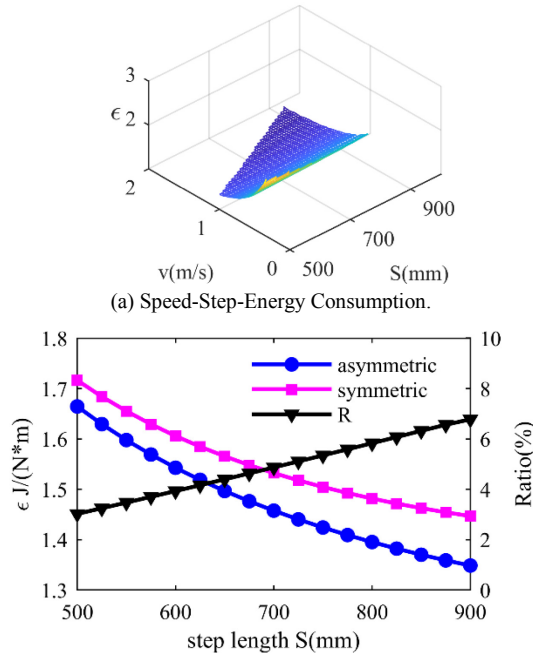 3
ϵ 2
2
2
1
0
v(m/s)
500
700
900
S(mm)
(a) Speed-Step-Energy Consumption.
1.8
1.7
1.6
1.5
1.4
1.3
ϵ J/(N*m)
asymmetric
symmetric
R
10
8
6
4
2
0
Ratio(%)
500 600 700 800 900
step length S(mm)